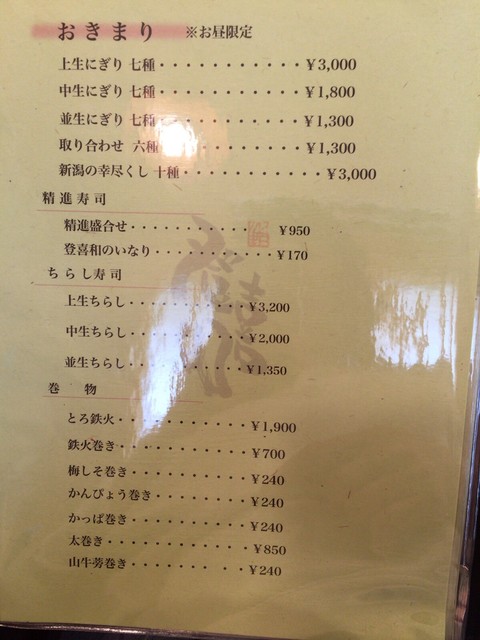 おきまり ※お昼限定
上生にぎり 七種・・・・・・・・・・・¥3,000
中生にぎり 七種・・・・・・・・・・・¥1,800
並生にぎり 七種・・・・・・・・・・・¥1,300
取り合わせ 六種・・・・・・・・・・・¥1,300
新潟の幸尽くし 十種・・・・・・・・・・・¥3,000
精進寿司
精進盛合せ・・・・・・・・・・・¥950
登喜和のいなり・・・・・・・・・・・¥170
ちらし寿司
上生ちらし・・・・・・・・・・・¥3,200
中生ちらし・・・・・・・・・・・¥2,000
並生ちらし・・・・・・・・・・・¥1,350
巻 物
とろ鉄火・・・・・・・・・・・¥1,900
鉄火巻き・・・・・・・・・・・¥700
梅しそ巻き・・・・・・・・・・・¥240
かんぴょう巻き・・・・・・・・・¥240
かっぱ巻き・・・・・・・・・・・¥240
太巻き・・・・・・・・・・・・・¥850
山牛蒡巻き・・・・・・・・・・・¥240